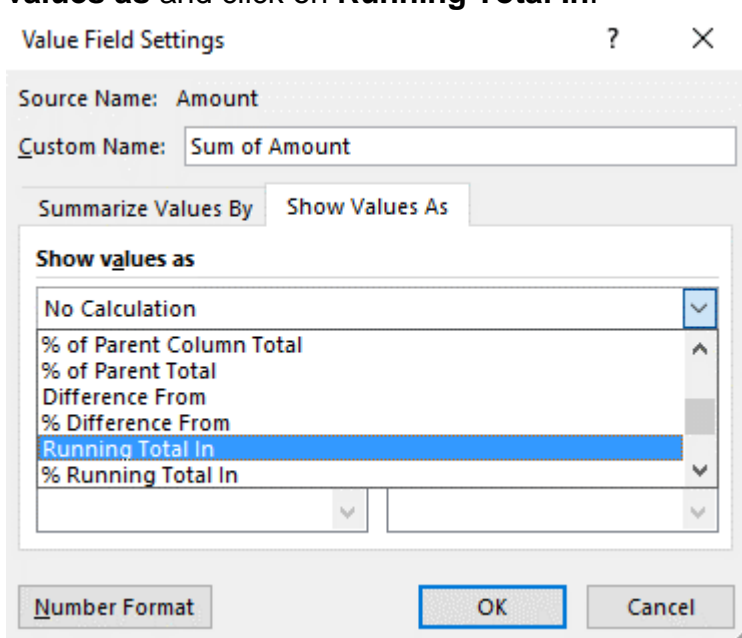 values as and click on Running Total In.
Value Field Settings ? ×
Source Name: Amount
Custom Name: Sum of Amount
Summarize Values By Show Values As
Show values as
No Calculation
% of Parent Column Total
% of Parent Total
Difference From
% Difference From
Running Total In
% Running Total In
Number Format OK Cancel